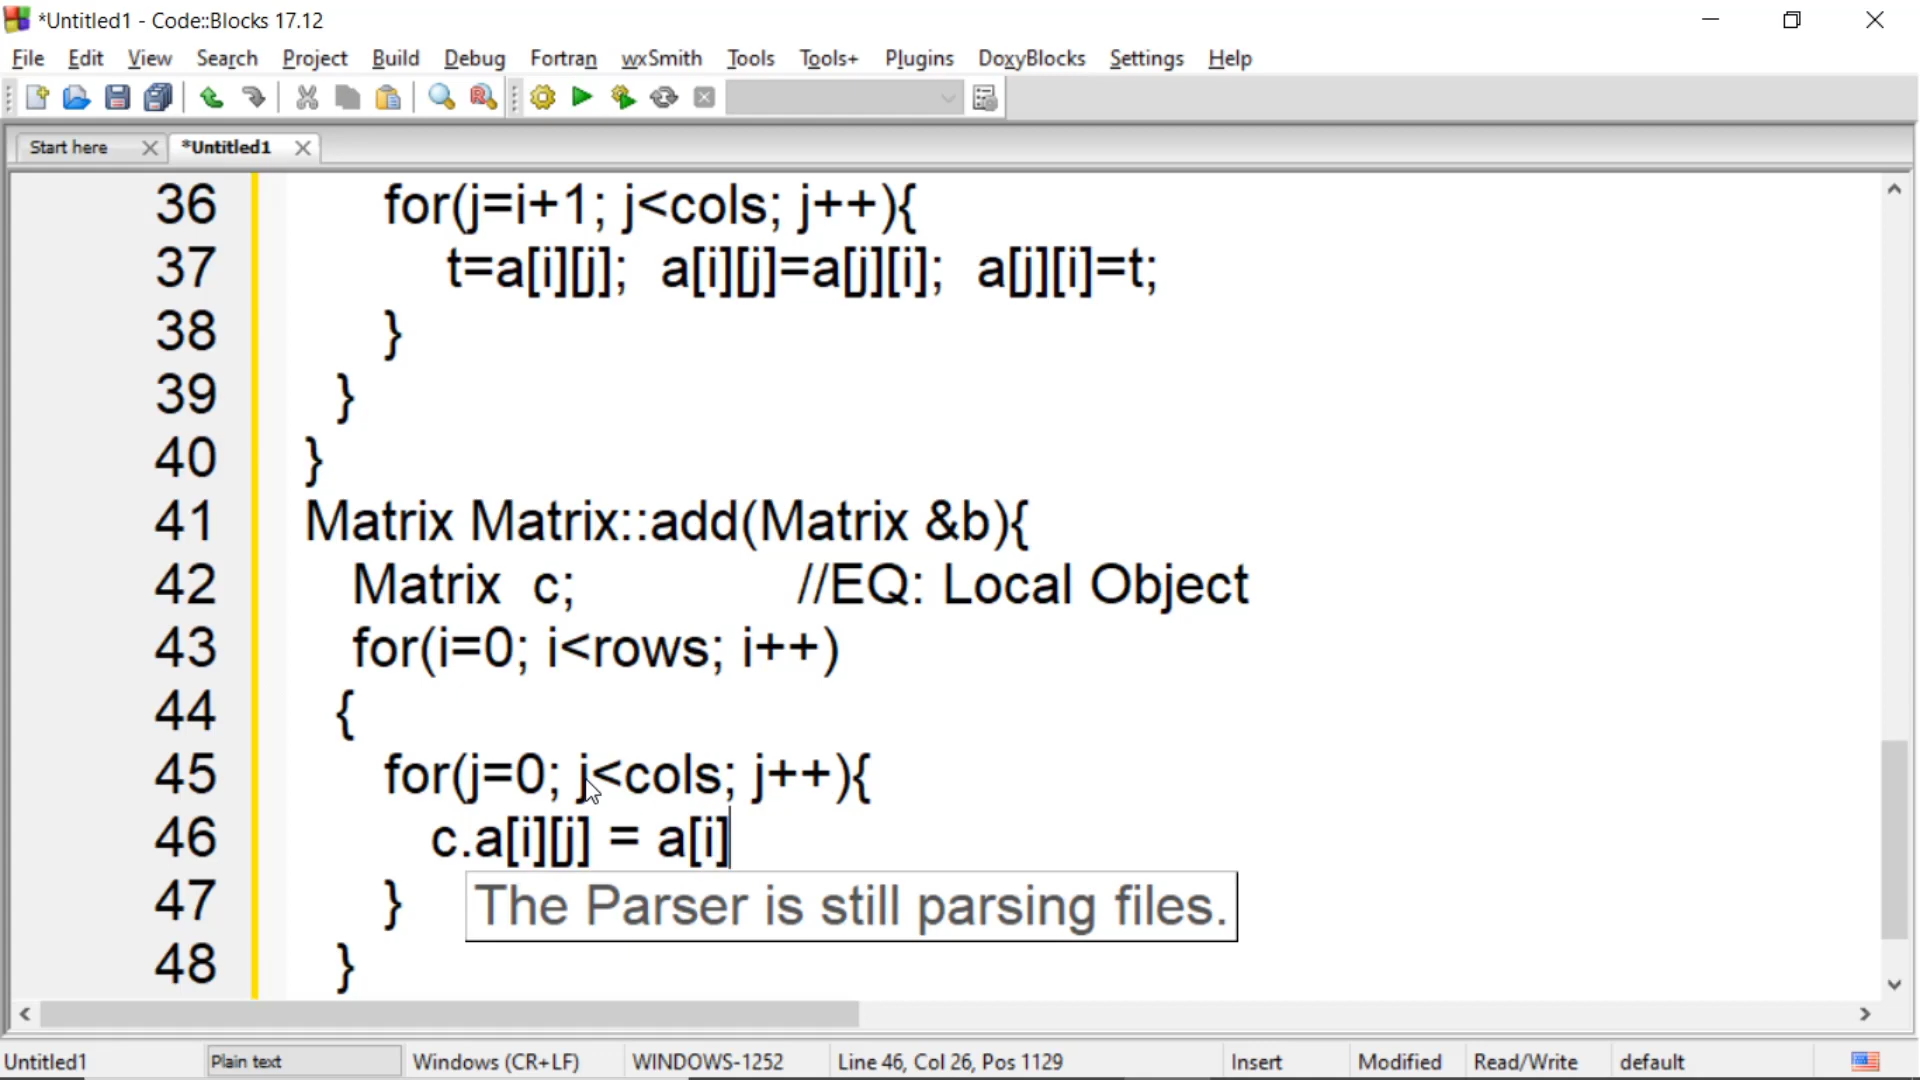 *Untitled1 - Code::Blocks 17.12
File Edit View Search Project Build Debug Fortran wxSmith Tools Tools+ Plugins DoxyBlocks Settings Help
Start here *Untitled1
36 for(j=i+1; j<cols; j++){
37 t=a[i][j]; a[i][j]=a[j][i]; a[j][i]=t;
38 }
39 }
40 }
41 Matrix Matrix::add(Matrix &b){
42 Matrix c; //EQ: Local Object
43 for(i=0; i<rows; i++)
44 {
45 for(j=0; j<cols; j++){
46 c.a[i][j] = a[i]
47 } The Parser is still parsing files.
48 }
Untitled1 Plain text Windows (CR+LF) WINDOWS-1252 Line 46, Col 26, Pos 1129 Insert Modified Read/Write default